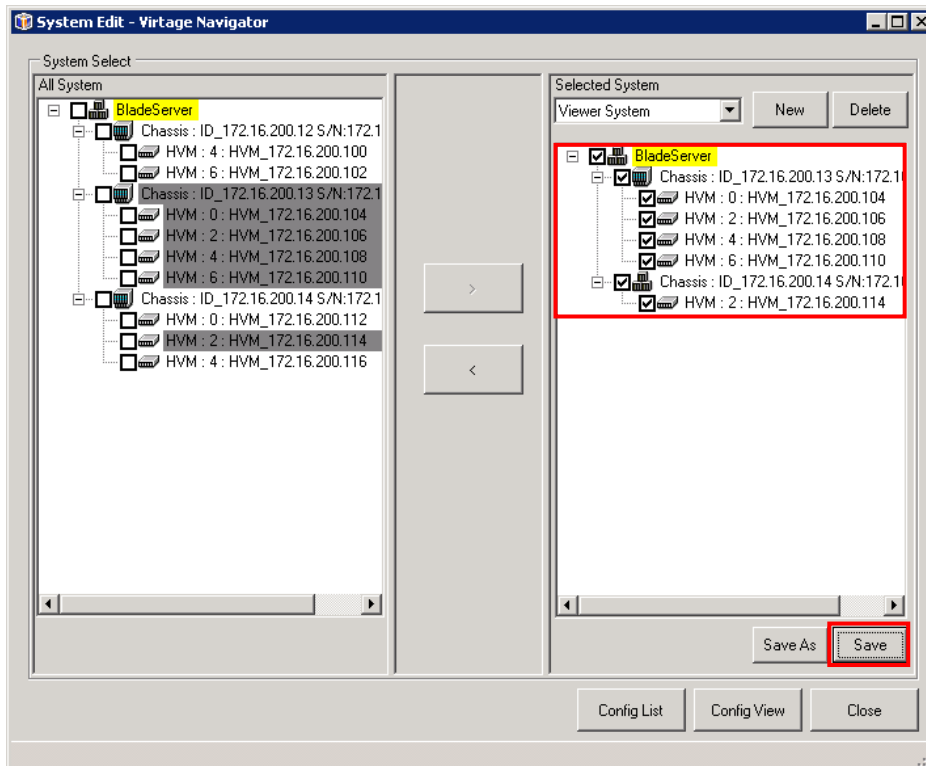 System Edit - Virtage Navigator
System Select
All System
BladeServer
Chassis : ID_172.16.200.12 S/N:172.1
HVM : 4 : HVM_172.16.200.100
HVM : 6 : HVM_172.16.200.102
Chassis : ID_172.16.200.13 S/N:172.1
HVM : 0 : HVM_172.16.200.104
HVM : 2 : HVM_172.16.200.106
HVM : 4 : HVM_172.16.200.108
HVM : 6 : HVM_172.16.200.110
Chassis : ID_172.16.200.14 S/N:172.1
HVM : 0 : HVM_172.16.200.112
HVM : 2 : HVM_172.16.200.114
HVM : 4 : HVM_172.16.200.116
>
<
Selected System
Viewer System
New
Delete
BladeServer
Chassis : ID_172.16.200.13 S/N:172.1
HVM : 0 : HVM_172.16.200.104
HVM : 2 : HVM_172.16.200.106
HVM : 4 : HVM_172.16.200.108
HVM : 6 : HVM_172.16.200.110
Chassis : ID_172.16.200.14 S/N:172.1
HVM : 2 : HVM_172.16.200.114
Save As
Save
Config List
Config View
Close